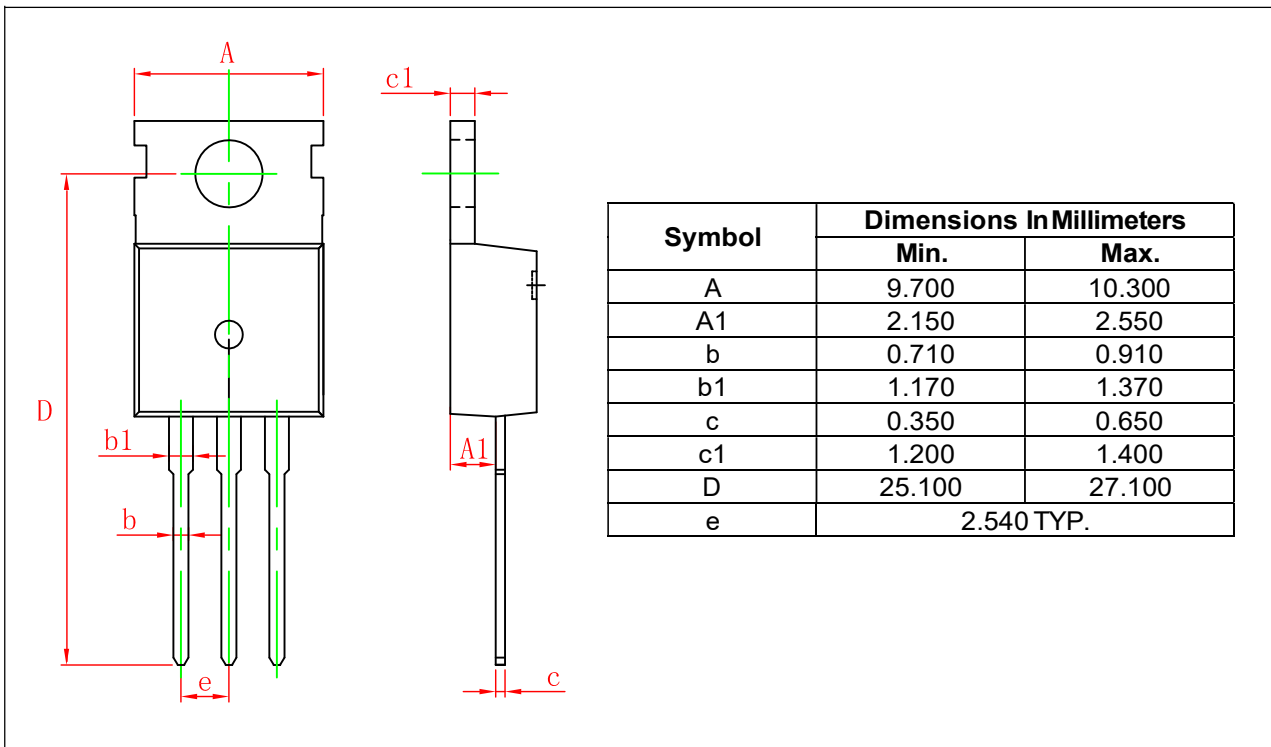 A
c1
D
b1
A1
b
e
c
Symbol Dimensions In Millimeters
Min. Max.
A 9.700 10.300
A1 2.150 2.550
b 0.710 0.910
b1 1.170 1.370
c 0.350 0.650
c1 1.200 1.400
D 25.100 27.100
e 2.540 TYP.